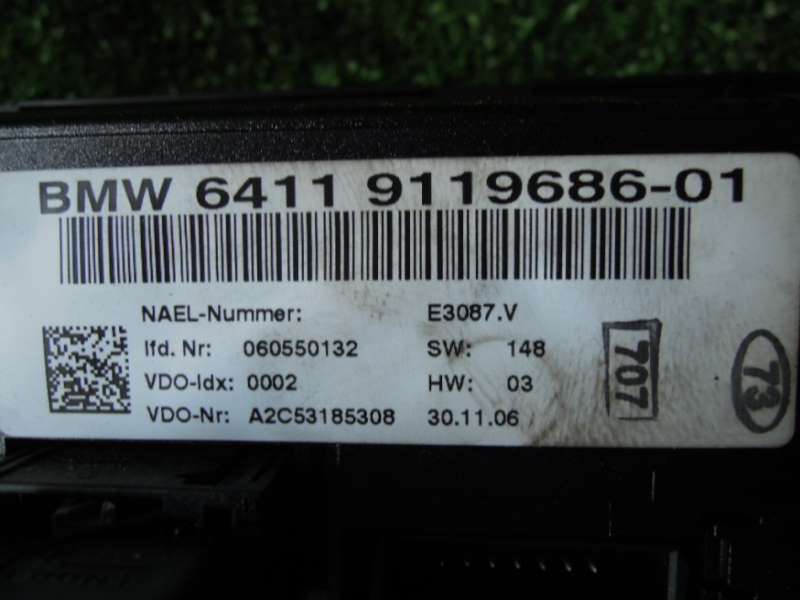 BMW 6411 9119686-01
NAEL-Nummer: E3087.V
lfd. Nr: 060550132 SW: 148
VDO-Idx: 0002 HW: 03
VDO-Nr: A2C53185308 30.11.06
707
73